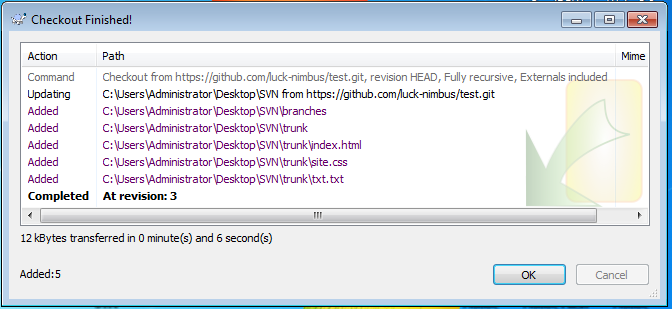 Checkout Finished!
Action Path Mime
Command Checkout from https://github.com/luck-nimbus/test.git, revision HEAD, Fully recursive, Externals included
Updating C:\Users\Administrator\Desktop\SVN from https://github.com/luck-nimbus/test.git
Added C:\Users\Administrator\Desktop\SVN\branches
Added C:\Users\Administrator\Desktop\SVN\trunk
Added C:\Users\Administrator\Desktop\SVN\trunk\index.html
Added C:\Users\Administrator\Desktop\SVN\trunk\site.css
Added C:\Users\Administrator\Desktop\SVN\trunk\txt.txt
Completed At revision: 3
12 kBytes transferred in 0 minute(s) and 6 second(s)
Added:5
OK Cancel